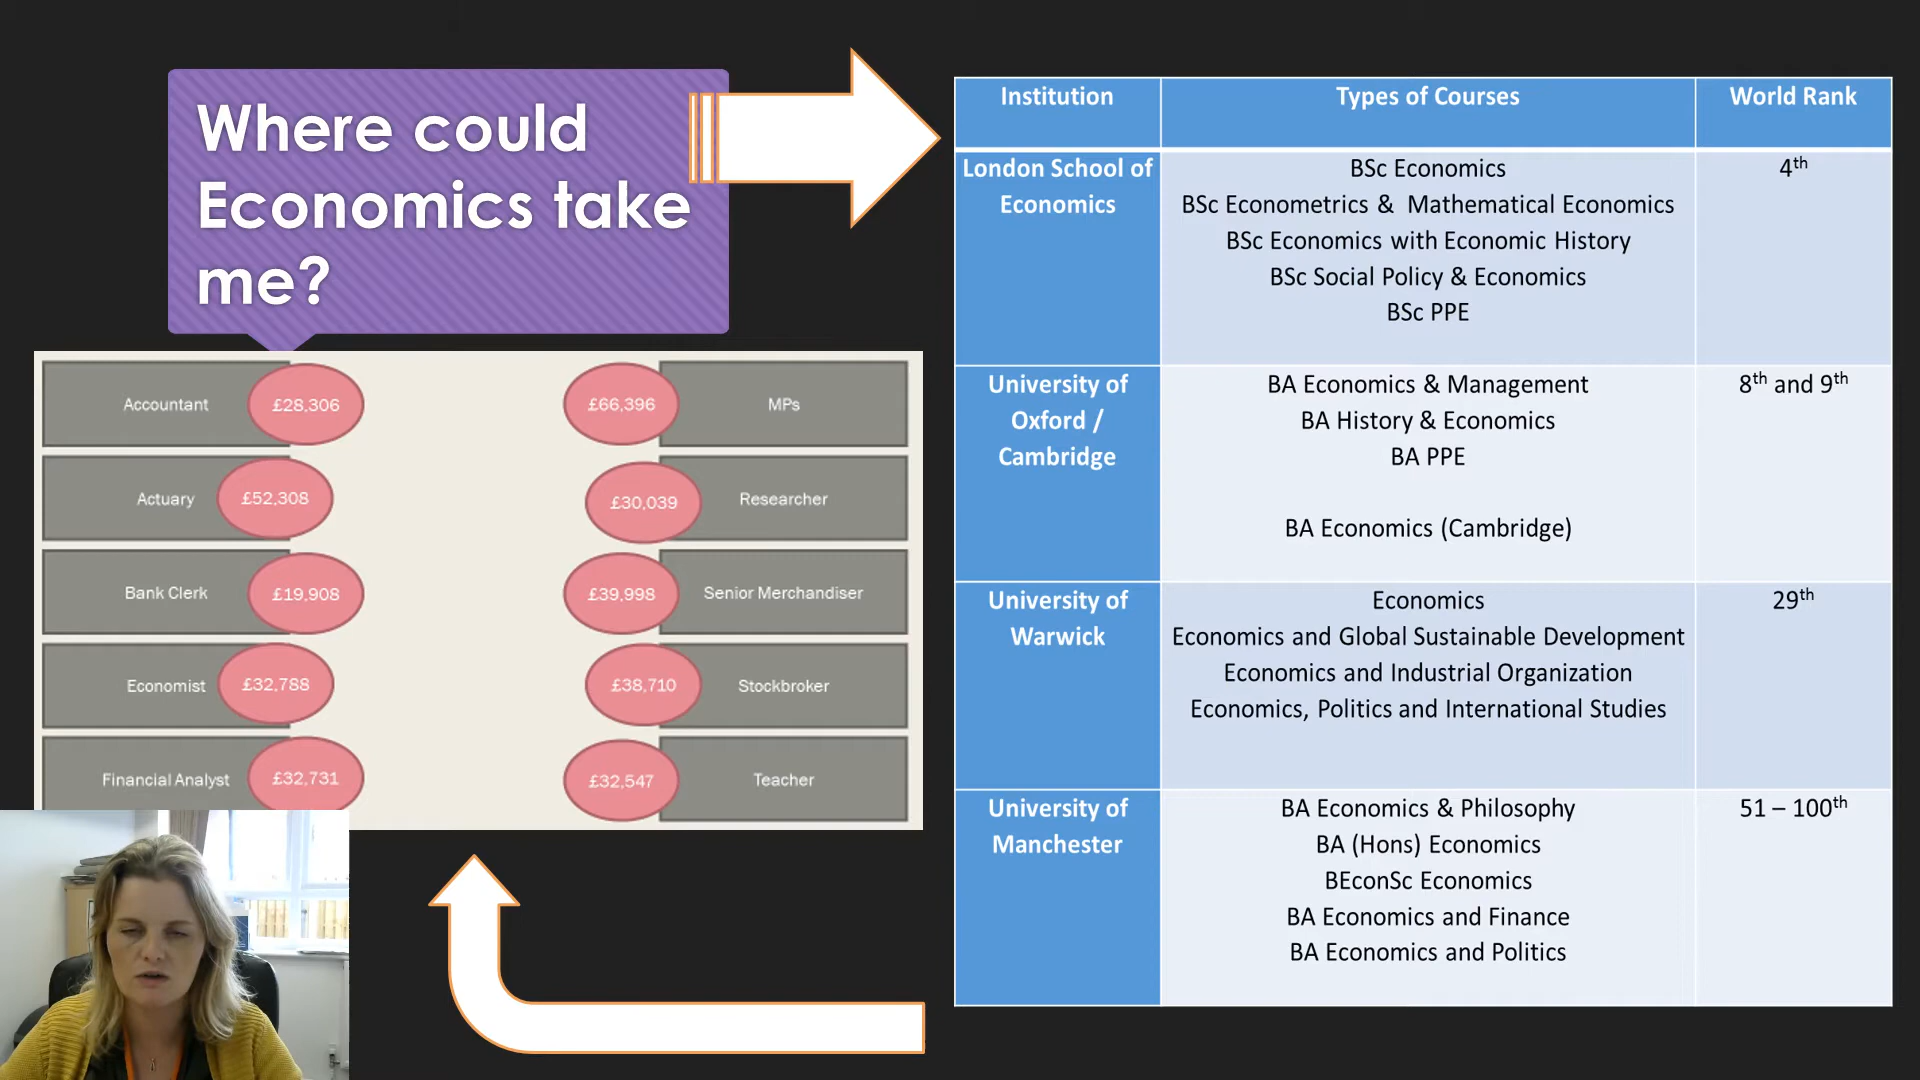 Where could
Economics take
me?
Accountant £28,306
Actuary £52,308
Bank Clerk £19,908
Economist £32,788
Financial Analyst £32,731
£66,396 MPs
£30,039 Researcher
£39,998 Senior Merchandiser
£38,710 Stockbroker
£32,547 Teacher
Institution Types of Courses World Rank
London School of
Economics
BSc Economics
BSc Econometrics & Mathematical Economics
BSc Economics with Economic History
BSc Social Policy & Economics
BSc PPE
4th
University of
Oxford /
Cambridge
BA Economics & Management
BA History & Economics
BA PPE
BA Economics (Cambridge)
8th and 9th
University of
Warwick
Economics
Economics and Global Sustainable Development
Economics and Industrial Organization
Economics, Politics and International Studies
29th
University of
Manchester
BA Economics & Philosophy
BA (Hons) Economics
BEconSc Economics
BA Economics and Finance
BA Economics and Politics
51 – 100th